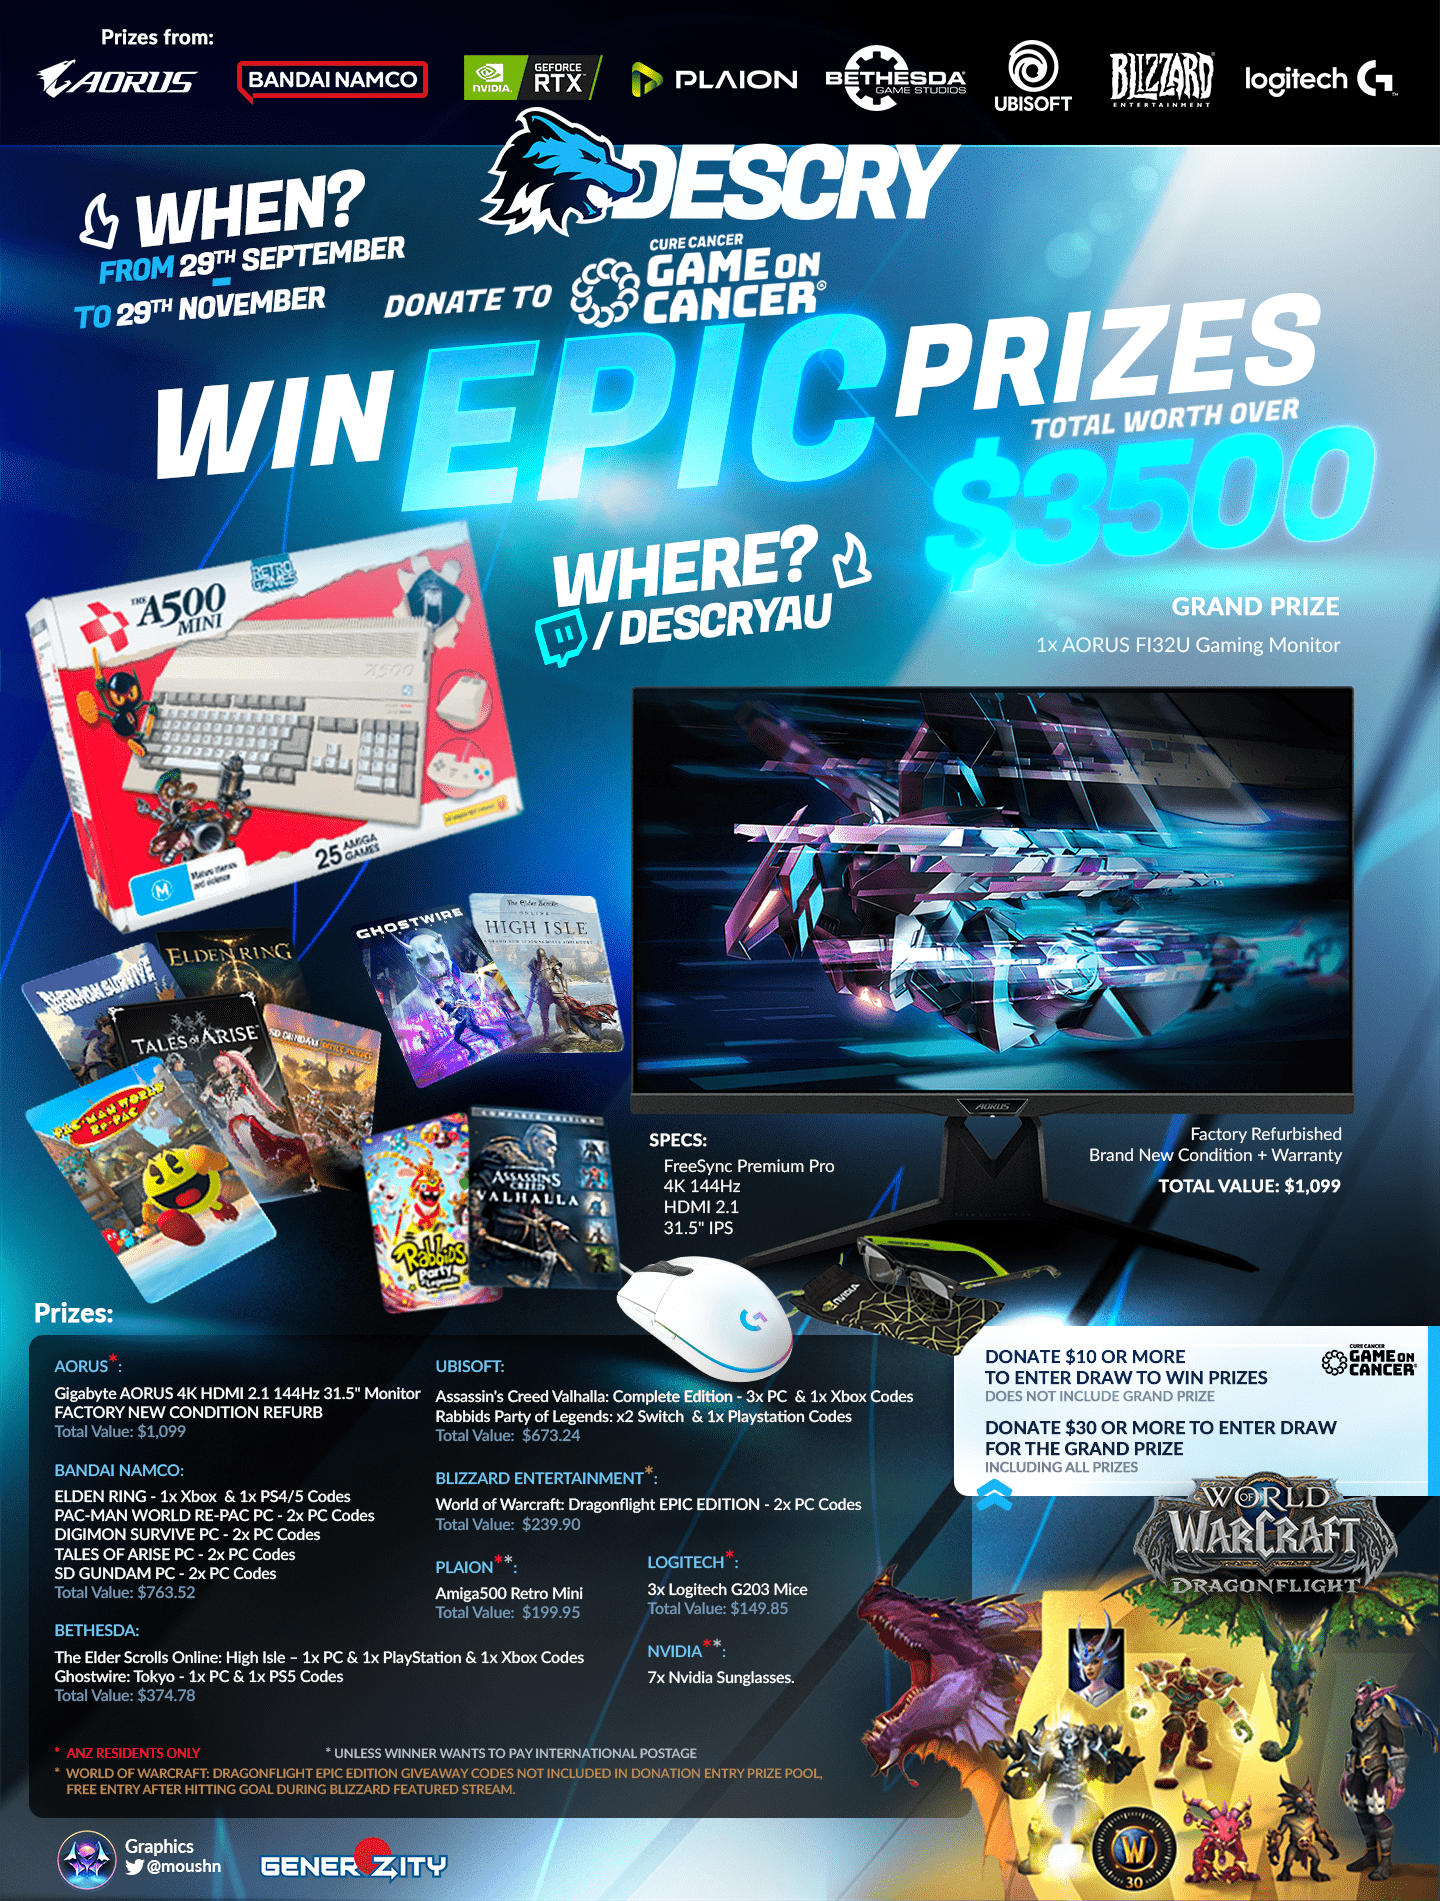 Prizes from:
AORUS
BANDAI NAMCO
NVIDIA.
GEFORCE
RTX
PLAION
BETHESDA
GAME STUDIOS
UBISOFT
BLIZZARD
ENTERTAINMENT
logitech G
DESCRY
WHEN?
FROM 29TH SEPTEMBER
-
TO 29TH NOVEMBER
DONATE TO
CURE CANCER
GAME ON
CANCER®
WIN EPIC PRIZES
TOTAL WORTH OVER
$3500
WHERE?
/DESCRYAU
GRAND PRIZE
1x AORUS FI32U Gaming Monitor
RETRO
GAMES
THE A500
MINI
A500
25 AMIGA
GAMES
M
Mature themes
and violence
GHOSTWIRE
The Elder Scrolls
ONLINE
HIGH ISLE
ELDEN RING
DIGIMON SURVIVE
TALES of ARISE
SD GUNDAM BATTLE ALLIANCE
PAC-MAN WORLD
Re-PAC
COMPLETE EDITION
ASSASSIN'S
CREED
VALHALLA
Rabbids
Party
of Legends
AORUS
SPECS:
FreeSync Premium Pro
4K 144Hz
HDMI 2.1
31.5" IPS
Factory Refurbished
Brand New Condition + Warranty
TOTAL VALUE: $1,099
NVIDIA
G
Prizes:
AORUS*:
Gigabyte AORUS 4K HDMI 2.1 144Hz 31.5" Monitor
FACTORY NEW CONDITION REFURB
Total Value: $1,099
BANDAI NAMCO:
ELDEN RING - 1x Xbox & 1x PS4/5 Codes
PAC-MAN WORLD RE-PAC PC - 2x PC Codes
DIGIMON SURVIVE PC - 2x PC Codes
TALES OF ARISE PC - 2x PC Codes
SD GUNDAM PC - 2x PC Codes
Total Value: $763.52
BETHESDA:
The Elder Scrolls Online: High Isle – 1x PC & 1x PlayStation & 1x Xbox Codes
Ghostwire: Tokyo - 1x PC & 1x PS5 Codes
Total Value: $374.78
UBISOFT:
Assassin's Creed Valhalla: Complete Edition - 3x PC & 1x Xbox Codes
Rabbids Party of Legends: x2 Switch & 1x Playstation Codes
Total Value: $673.24
BLIZZARD ENTERTAINMENT*:
World of Warcraft: Dragonflight EPIC EDITION - 2x PC Codes
Total Value: $239.90
PLAION**:
Amiga500 Retro Mini
Total Value: $199.95
LOGITECH*:
3x Logitech G203 Mice
Total Value: $149.85
NVIDIA**:
7x Nvidia Sunglasses.
* ANZ RESIDENTS ONLY
* UNLESS WINNER WANTS TO PAY INTERNATIONAL POSTAGE
* WORLD OF WARCRAFT: DRAGONFLIGHT EPIC EDITION GIVEAWAY CODES NOT INCLUDED IN DONATION ENTRY PRIZE POOL,
FREE ENTRY AFTER HITTING GOAL DURING BLIZZARD FEATURED STREAM.
DONATE $10 OR MORE
TO ENTER DRAW TO WIN PRIZES
DOES NOT INCLUDE GRAND PRIZE
DONATE $30 OR MORE TO ENTER DRAW
FOR THE GRAND PRIZE
INCLUDING ALL PRIZES
CURE CANCER
GAME ON
CANCER®
WORLD
OF
WARCRAFT
DRAGONFLIGHT
W
30
Graphics
@moushn
GENEROZITY